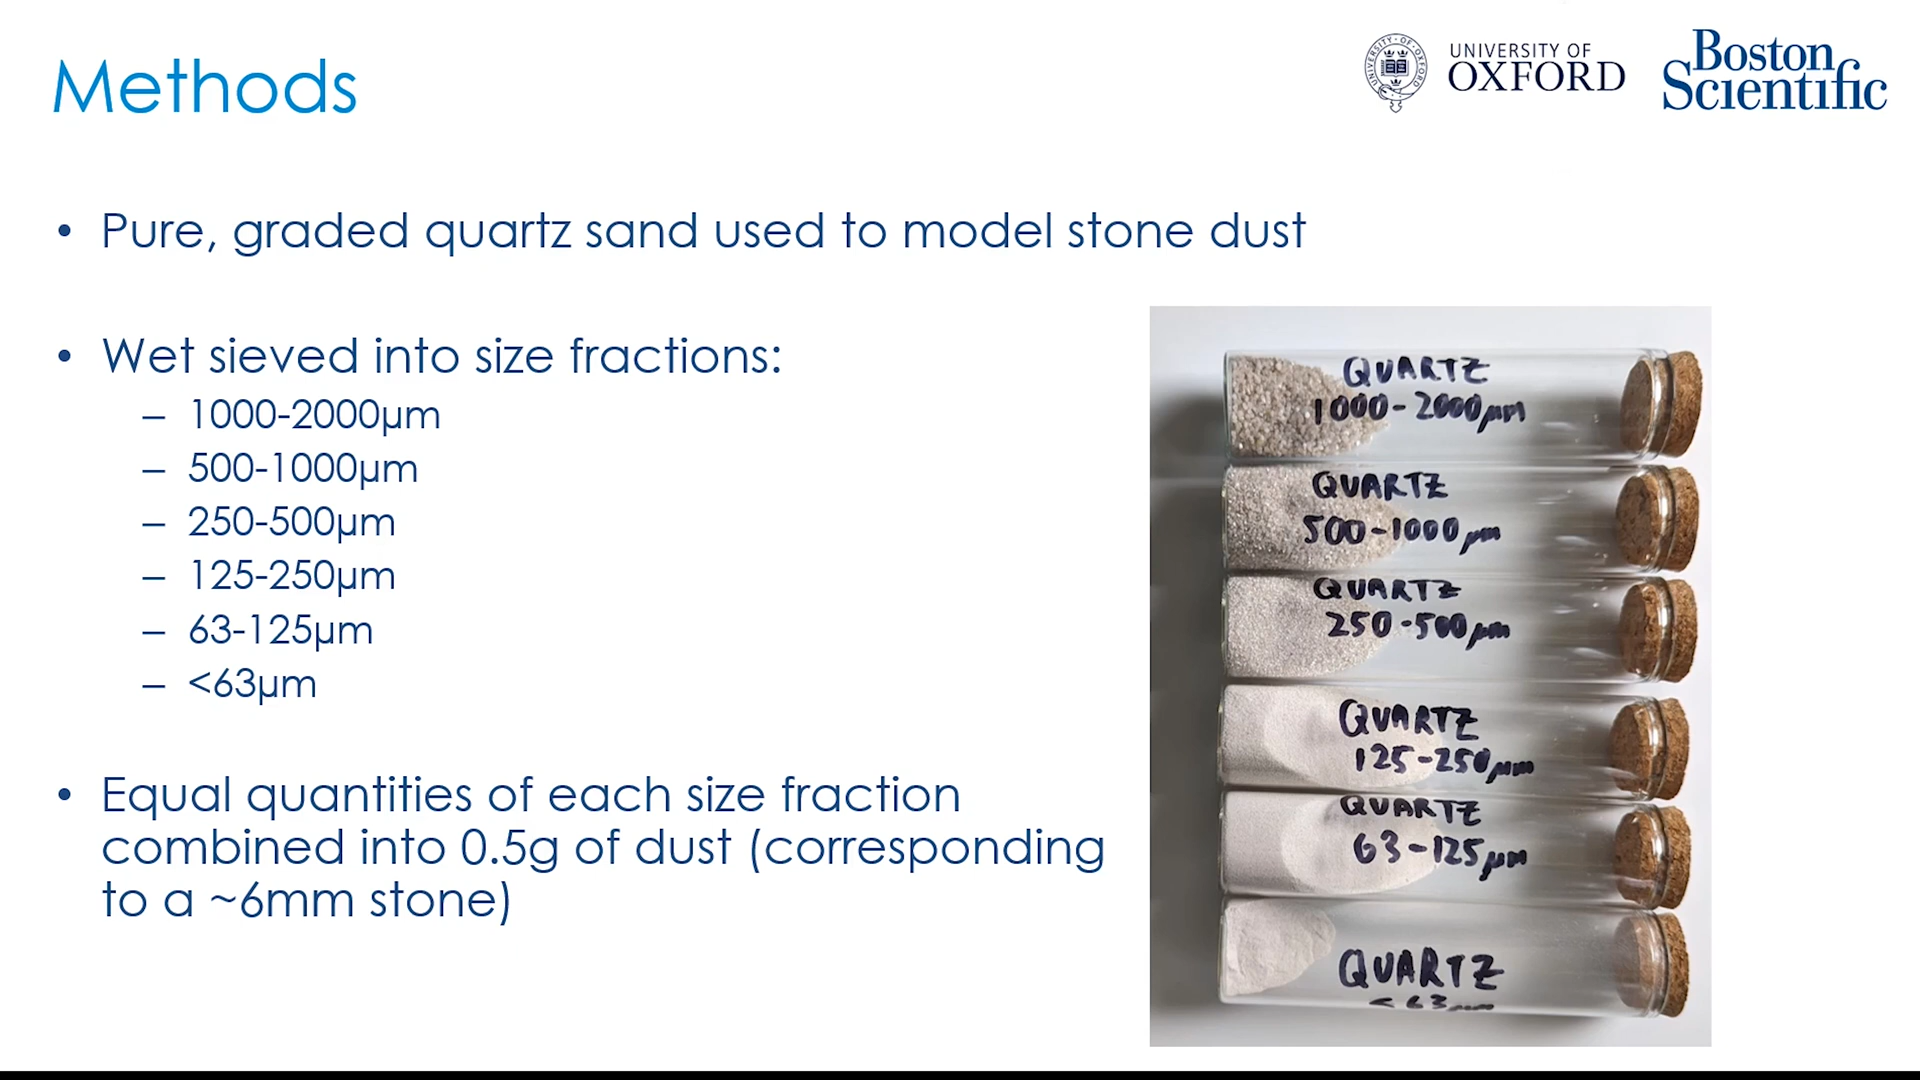 Methods
UNIVERSITY OF
OXFORD
Boston
Scientific
• Pure, graded quartz sand used to model stone dust
• Wet sieved into size fractions:
– 1000-2000µm
– 500-1000µm
– 250-500µm
– 125-250µm
– 63-125µm
– <63µm
• Equal quantities of each size fraction
combined into 0.5g of dust (corresponding
to a ~6mm stone)
QUARTZ
1000-2000µm
QUARTZ
500-1000µm
QUARTZ
250-500µm
QUARTZ
125-250µm
QUARTZ
63-125µm
QUARTZ
<63µm